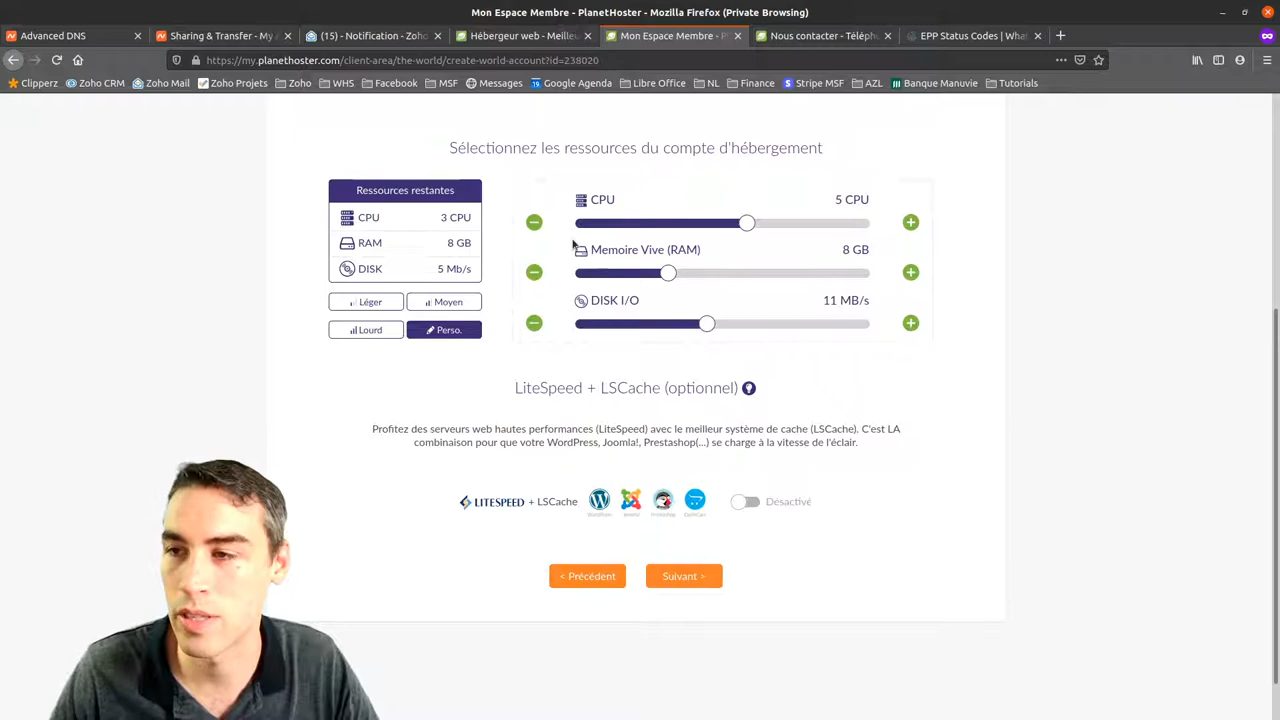 Mon Espace Membre - PlanetHoster - Mozilla Firefox (Private Browsing)
Advanced DNS
Sharing & Transfer - My A
(15) - Notification - Zoho
Hébergeur web - Meilleu
Mon Espace Membre - P
Nous contacter - Télépho
EPP Status Codes | What
https://my.planethoster.com/client-area/the-world/create-world-account?id=238020
Clipperz Zoho CRM Zoho Mail Zoho Projets Zoho WHS Facebook MSF Messages Google Agenda Libre Office NL Finance Stripe MSF AZL Banque Manuvie Tutorials
Sélectionnez les ressources du compte d'hébergement
Ressources restantes
CPU 3 CPU
RAM 8 GB
DISK 5 Mb/s
Léger Moyen
Lourd Perso.
CPU 5 CPU
Memoire Vive (RAM) 8 GB
DISK I/O 11 MB/s
LiteSpeed + LSCache (optionnel)
Profitez des serveurs web hautes performances (LiteSpeed) avec le meilleur système de cache (LSCache). C'est LA
combinaison pour que votre WordPress, Joomla!, Prestashop(...) se charge à la vitesse de l'éclair.
LITESPEED + LSCache
Désactivé
< Précédent Suivant >